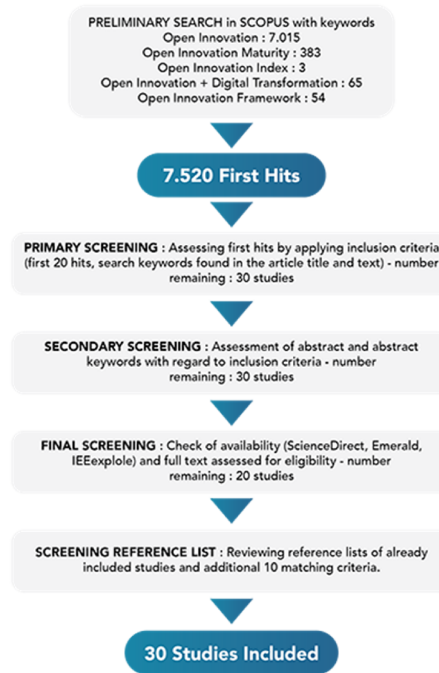 PRELIMINARY SEARCH in SCOPUS with keywords
Open Innovation : 7.015
Open Innovation Maturity : 383
Open Innovation Index : 3
Open Innovation + Digital Transformation : 65
Open Innovation Framework : 54
7.520 First Hits
PRIMARY SCREENING : Assessing first hits by applying inclusion criteria
(first 20 hits, search keywords found in the article title and text) - number
remaining : 30 studies
SECONDARY SCREENING : Assessment of abstract and abstract
keywords with regard to inclusion criteria - number
remaining : 30 studies
FINAL SCREENING : Check of availability (ScienceDirect, Emerald,
IEEexplole) and full text assessed for eligibility - number
remaining : 20 studies
SCREENING REFERENCE LIST : Reviewing reference lists of already
included studies and additional 10 matching criteria.
30 Studies Included